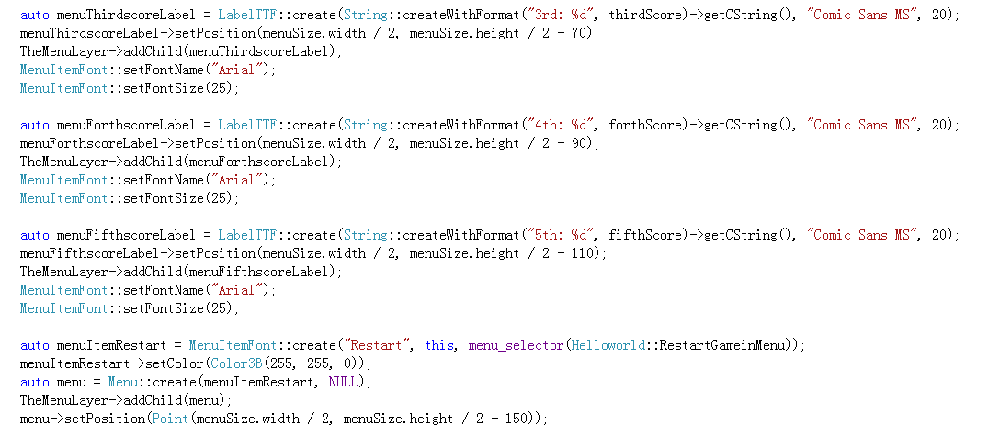 auto menuThirdscoreLabel = LabelTTF::create(String::createWithFormat("3rd: %d", thirdScore)->getCString(), "Comic Sans MS", 20);
menuThirdscoreLabel->setPosition(menuSize.width / 2, menuSize.height / 2 - 70);
TheMenuLayer->addChild(menuThirdscoreLabel);
MenuItemFont::setFontName("Arial");
MenuItemFont::setFontSize(25);
auto menuForthscoreLabel = LabelTTF::create(String::createWithFormat("4th: %d", forthScore)->getCString(), "Comic Sans MS", 20);
menuForthscoreLabel->setPosition(menuSize.width / 2, menuSize.height / 2 - 90);
TheMenuLayer->addChild(menuForthscoreLabel);
MenuItemFont::setFontName("Arial");
MenuItemFont::setFontSize(25);
auto menuFifthscoreLabel = LabelTTF::create(String::createWithFormat("5th: %d", fifthScore)->getCString(), "Comic Sans MS", 20);
menuFifthscoreLabel->setPosition(menuSize.width / 2, menuSize.height / 2 - 110);
TheMenuLayer->addChild(menuFifthscoreLabel);
MenuItemFont::setFontName("Arial");
MenuItemFont::setFontSize(25);
auto menuItemRestart = MenuItemFont::create("Restart", this, menu_selector(Helloworld::RestartGameinMenu));
menuItemRestart->setColor(Color3B(255, 255, 0));
auto menu = Menu::create(menuItemRestart, NULL);
TheMenuLayer->addChild(menu);
menu->setPosition(Point(menuSize.width / 2, menuSize.height / 2 - 150));